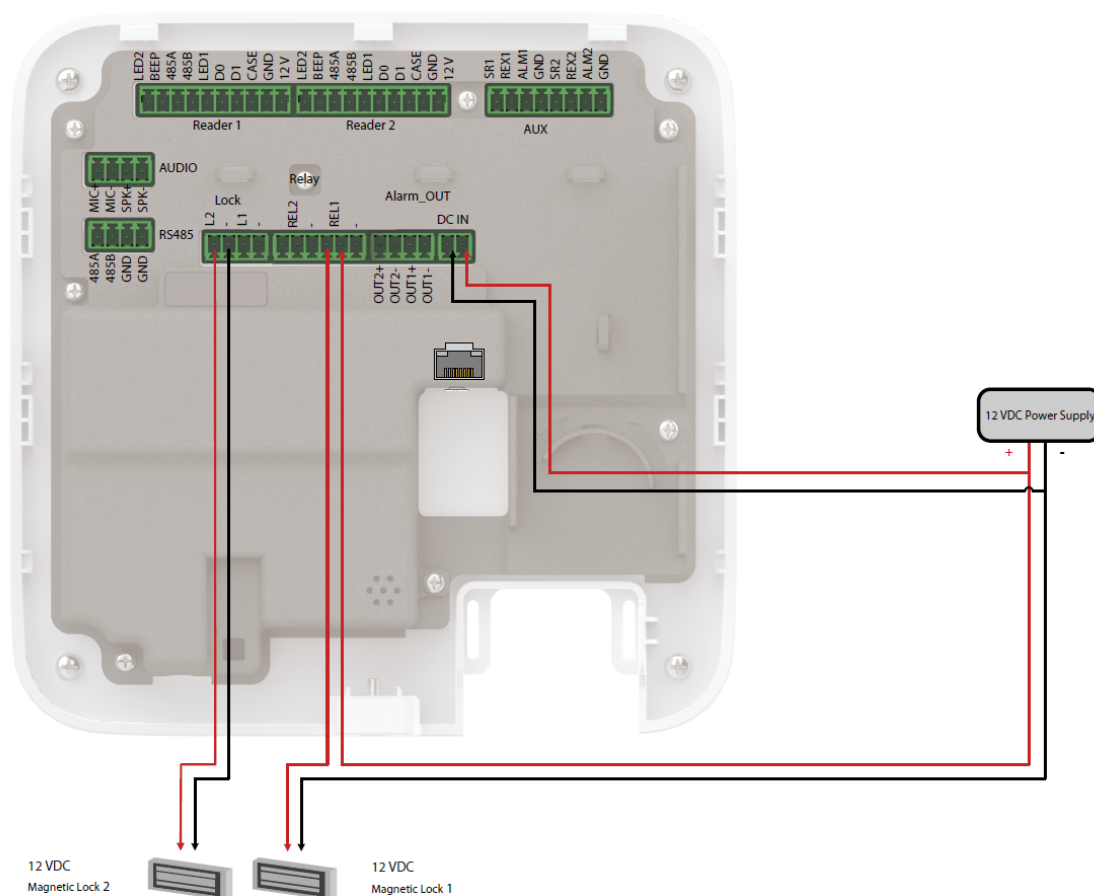 LED2 BEEP 485A 485B LED1 D0 D1 CASE GND 12 V LED2 BEEP 485A 485B LED1 D0 D1 CASE GND 12 V
SR1 REX1 ALM1 GND SR2 REX2 ALM2 GND
Reader 1
Reader 2
AUX
AUDIO
MIC+ MIC- SPK+ SPK-
Relay
Lock
Alarm_OUT
L2 - L1 -
REL2 - REL1 -
DC IN
RS485
485A 485B GND GND
OUT2+ OUT2- OUT1+ OUT1-
12 VDC Power Supply
+ -
12 VDC
Magnetic Lock 2
12 VDC
Magnetic Lock 1